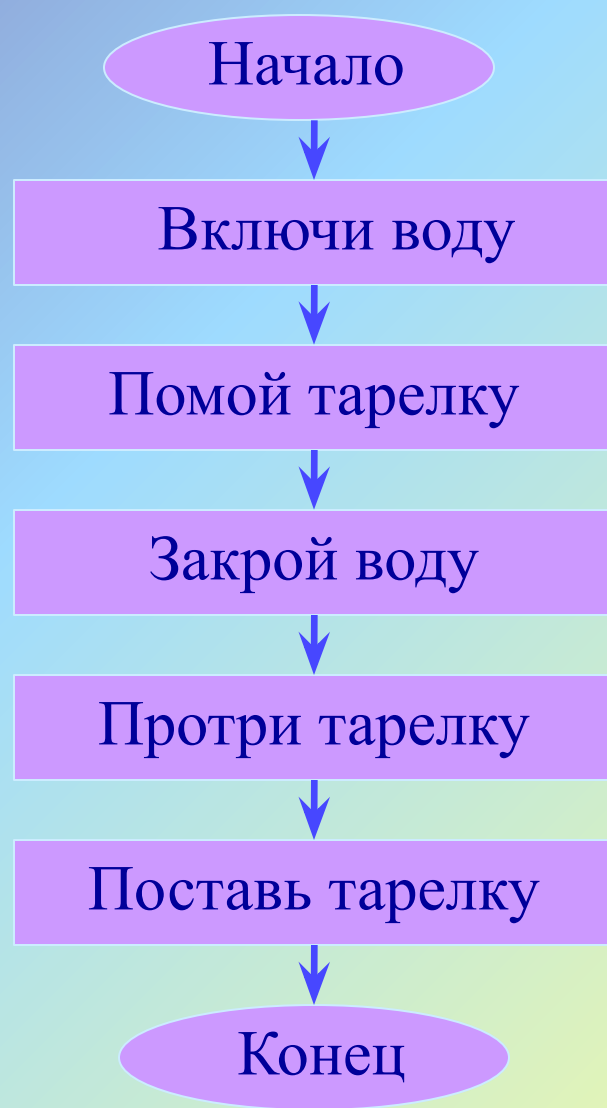 Начало
Включи воду
Помой тарелку
Закрой воду
Протри тарелку
Поставь тарелку
Конец